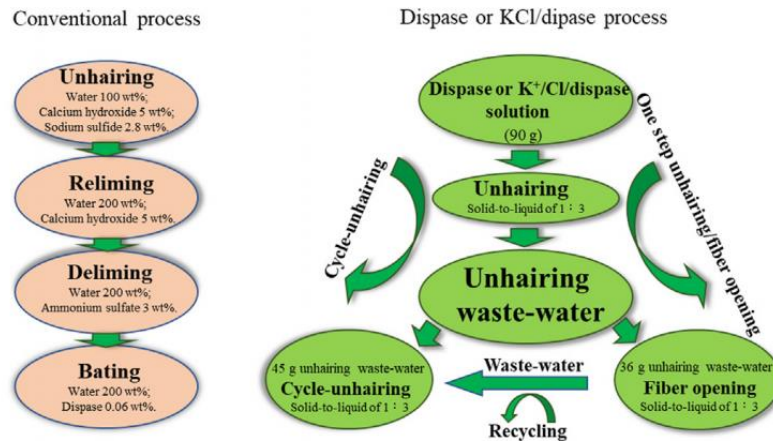 Conventional process
Unhairing
Water 100 wt%;
Calcium hydroxide 5 wt%;
Sodium sulfide 2.8 wt%.
Reliming
Water 200 wt%;
Calcium hydroxide 5 wt%.
Deliming
Water 200 wt%;
Ammonium sulfate 3 wt%.
Bating
Water 200 wt%;
Dispase 0.06 wt%.
Dispase or KCl/dipase process
Dispase or K⁺/Cl/dispase
solution
(90 g)
Unhairing
Solid-to-liquid of 1：3
Cycle-unhairing
One step unhairing/fiber opening
Unhairing
waste-water
45 g unhairing waste-water
Cycle-unhairing
Solid-to-liquid of 1：3
Waste-water
Recycling
36 g unhairing waste-water
Fiber opening
Solid-to-liquid of 1：3